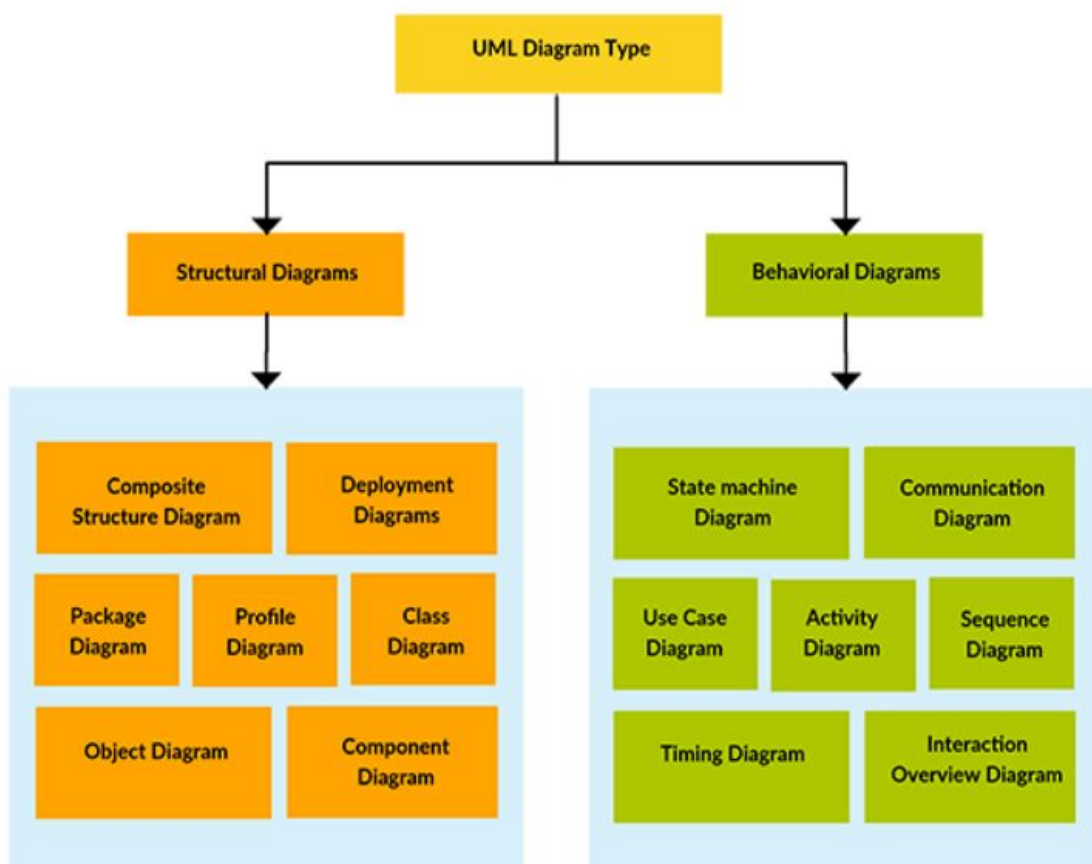 UML Diagram Type
Structural Diagrams
Behavioral Diagrams
Composite
Structure Diagram
Deployment
Diagrams
Package
Diagram
Profile
Diagram
Class
Diagram
Object Diagram
Component
Diagram
State machine
Diagram
Communication
Diagram
Use Case
Diagram
Activity
Diagram
Sequence
Diagram
Timing Diagram
Interaction
Overview Diagram